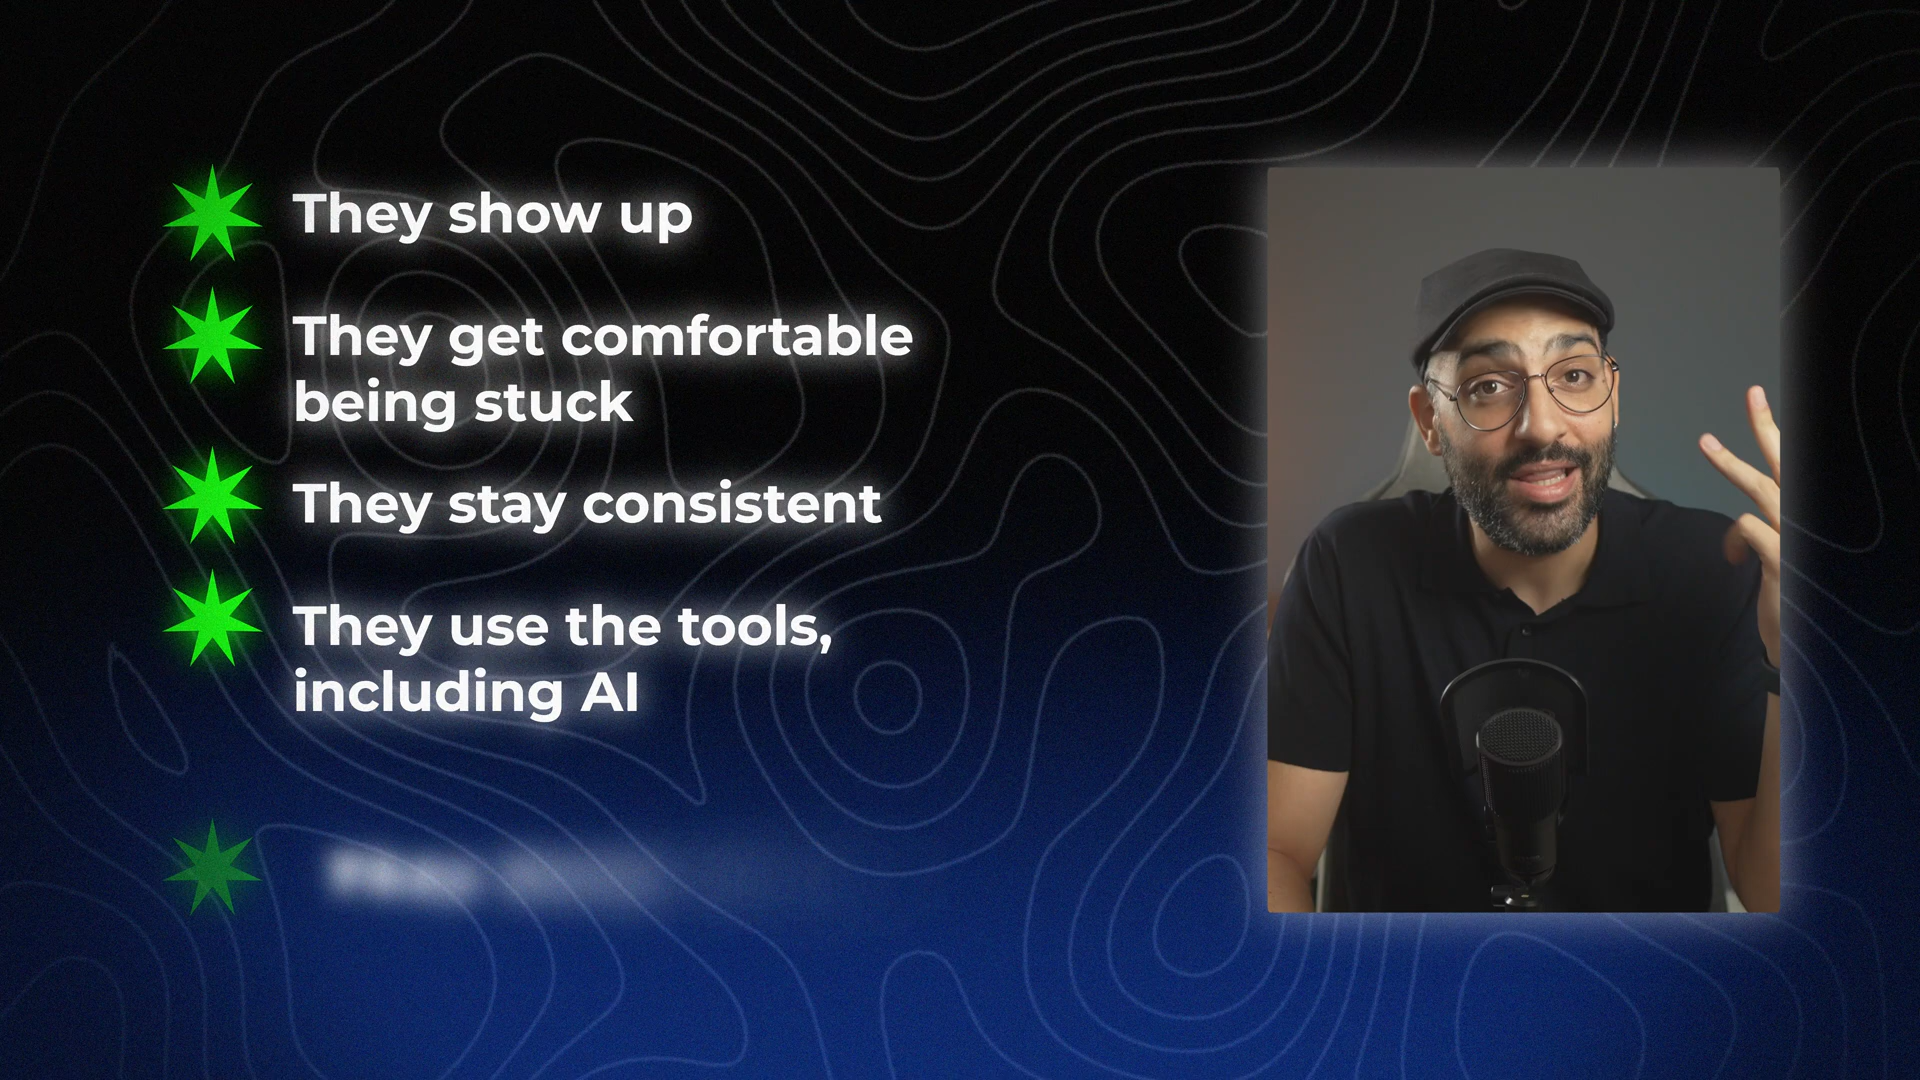 They show up
They get comfortable
being stuck
They stay consistent
They use the tools,
including AI